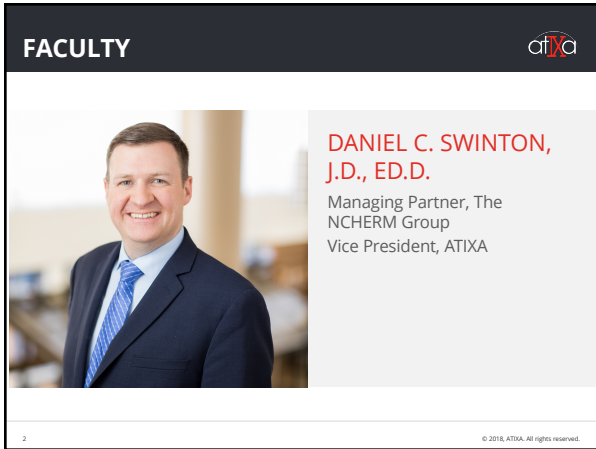 FACULTY
atIXa
DANIEL C. SWINTON,
J.D., ED.D.
Managing Partner, The
NCHERM Group
Vice President, ATIXA
2
© 2018, ATIXA. All rights reserved.